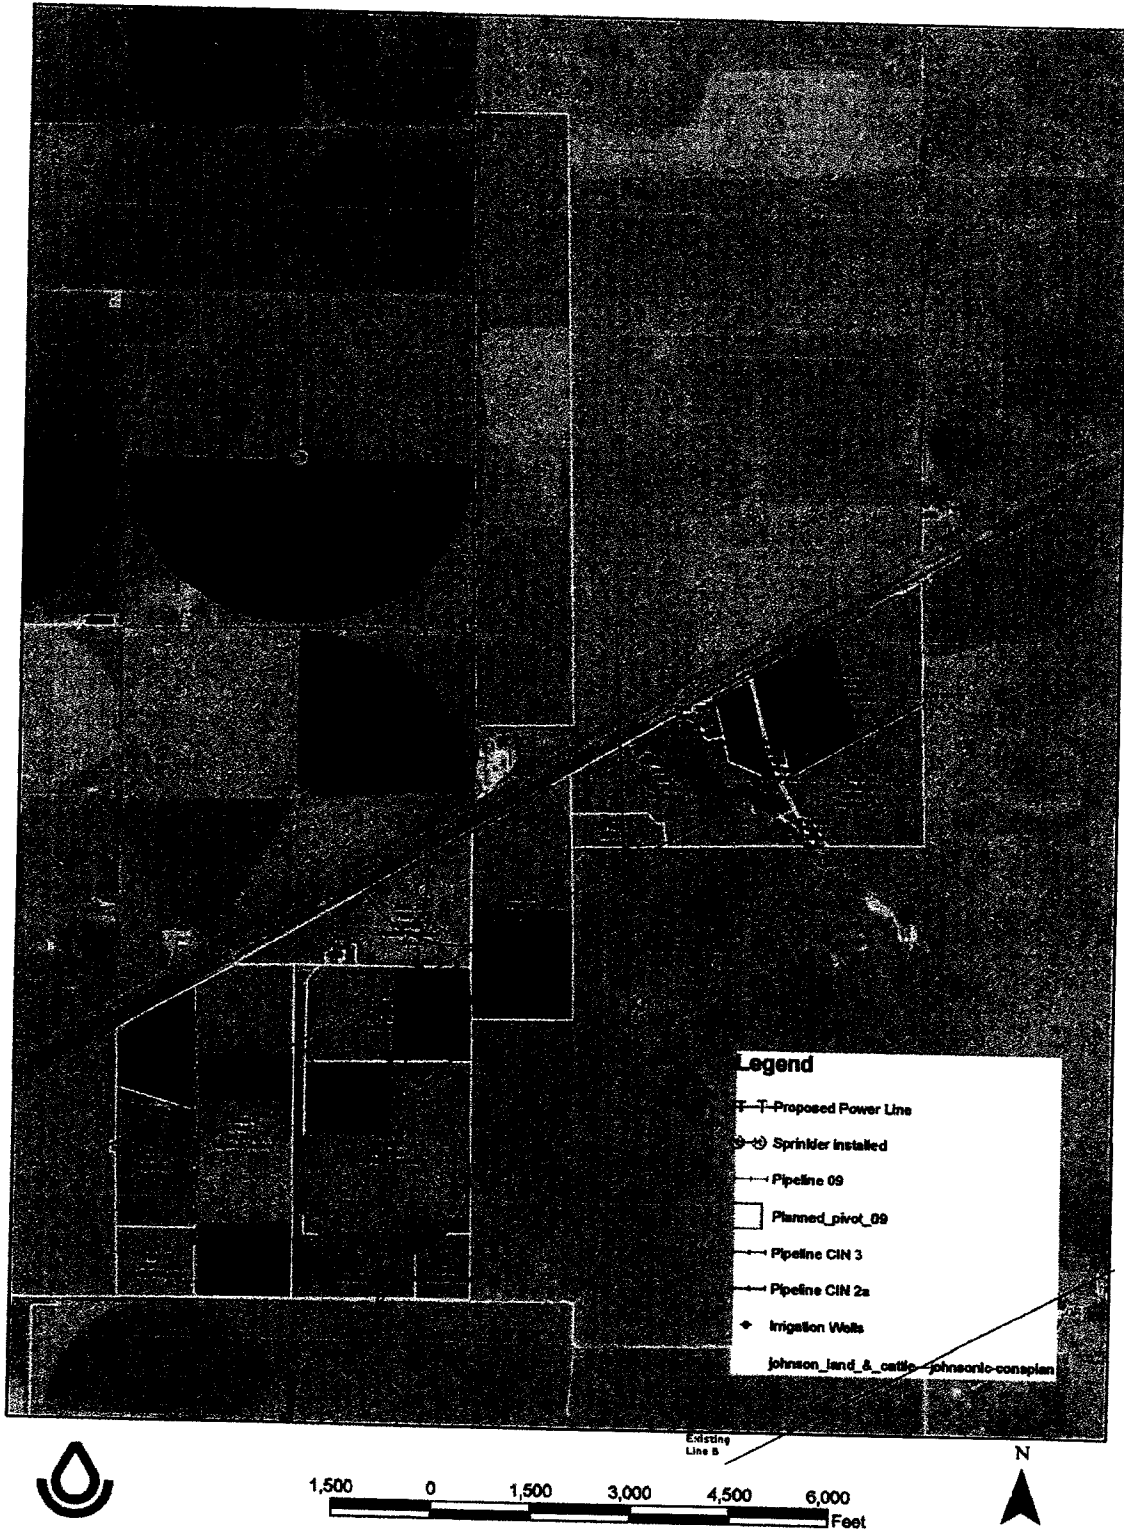 Legend
Proposed Power Line
Sprinkler Installed
Pipeline 09
Planned_pivot_09
Pipeline CIN 3
Pipeline CIN 2a
Irrigation Wells
johnson_land_&_cattle—johnsonlc-consplan
Existing
Line B
N
1,500 0 1,500 3,000 4,500 6,000
Feet